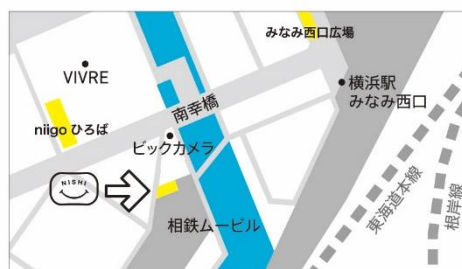 みなみ西口広場
VIVRE
横浜駅
みなみ西口
南幸橋
niigo ひろば
ビックカメラ
NISHI
相鉄ムービル
東海道本線
根岸線